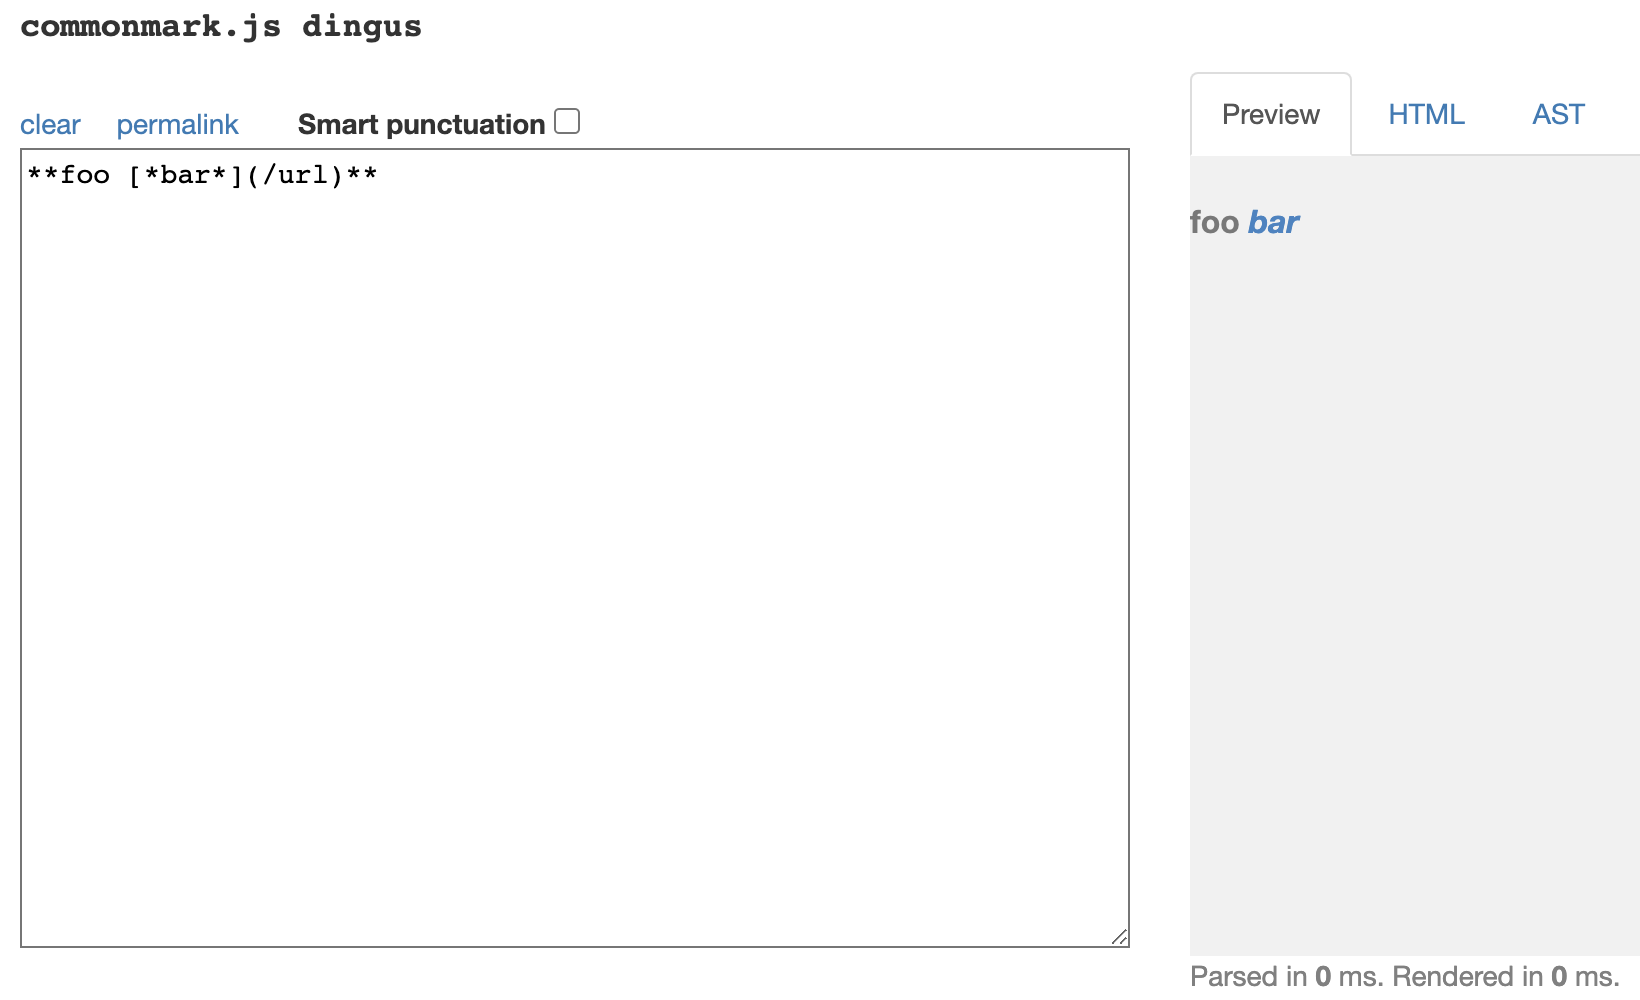 commonmark.js dingus
clear permalink Smart punctuation
Preview HTML AST
**foo [*bar*](/url)**
foo bar
Parsed in 0 ms. Rendered in 0 ms.